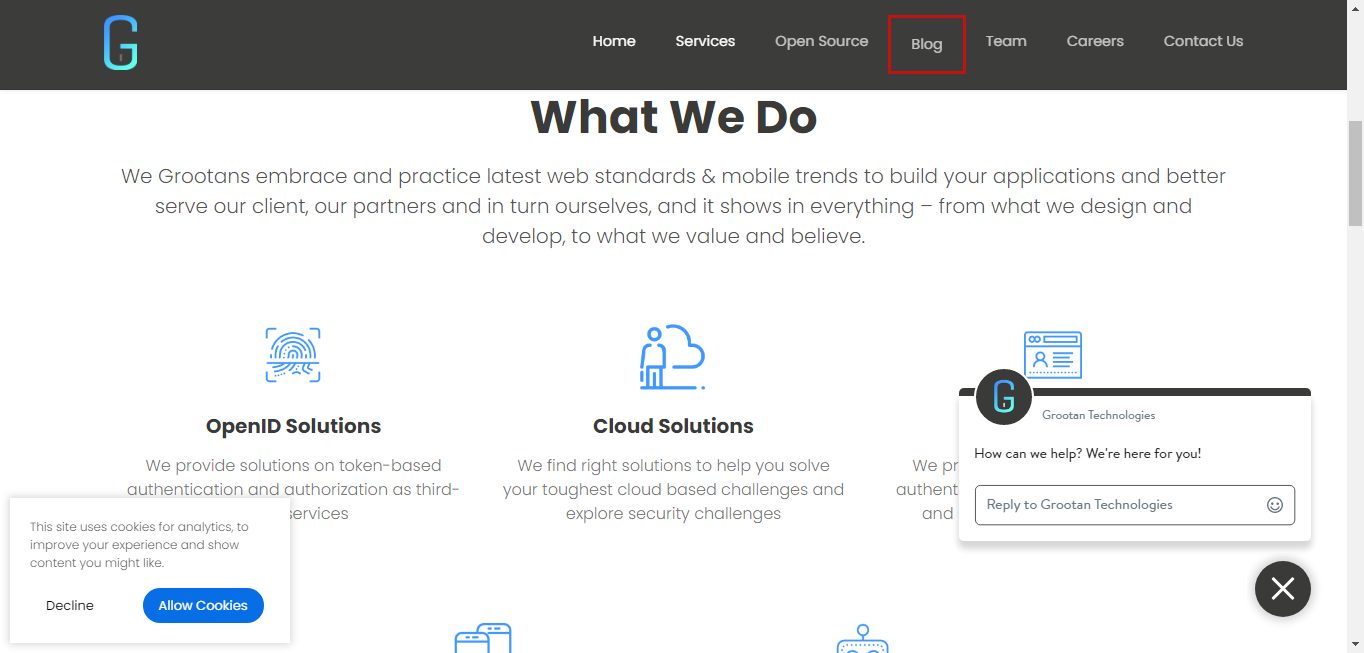 Home Services Open Source Blog Team Careers Contact Us
What We Do
We Grootans embrace and practice latest web standards & mobile trends to build your applications and better
serve our client, our partners and in turn ourselves, and it shows in everything – from what we design and
develop, to what we value and believe.
OpenID Solutions
We provide solutions on token-based
authentication and authorization as third-
services
Cloud Solutions
We find right solutions to help you solve
your toughest cloud based challenges and
explore security challenges
We
and
Grootan Technologies
How can we help? We're here for you!
Reply to Grootan Technologies
This site uses cookies for analytics, to
improve your experience and show
content you might like.
Decline
Allow Cookies